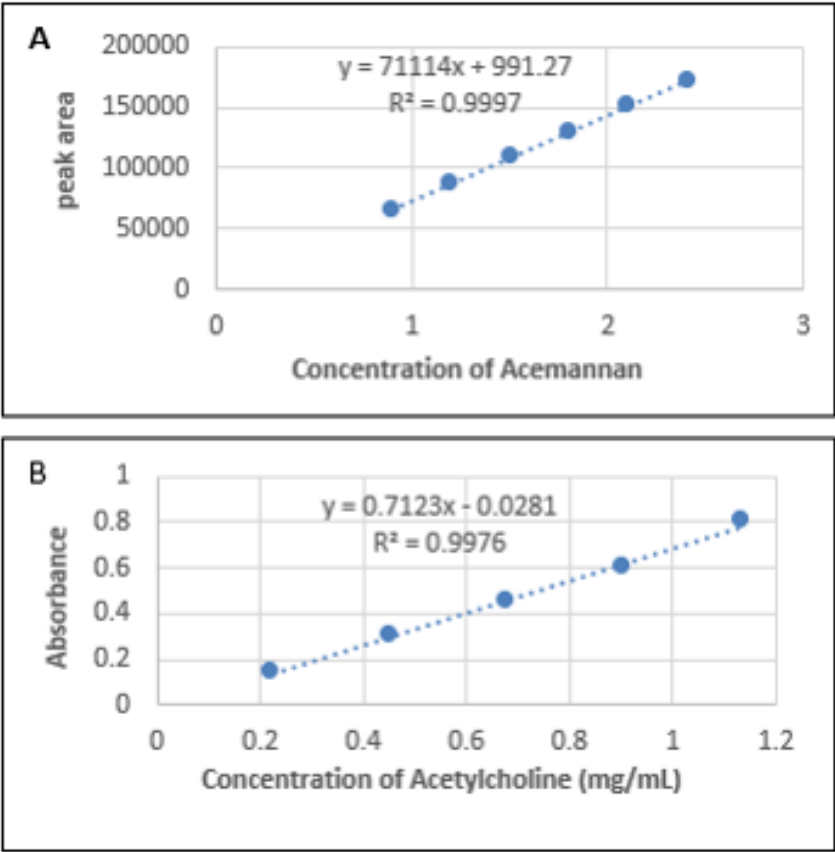 A
200000
y = 71114x + 991.27
R² = 0.9997
150000
100000
50000
0
peak area
0 1 2 3
Concentration of Acemannan
B
1
y = 0.7123x - 0.0281
R² = 0.9976
0.8
0.6
0.4
0.2
0
Absorbance
0 0.2 0.4 0.6 0.8 1 1.2
Concentration of Acetylcholine (mg/mL)